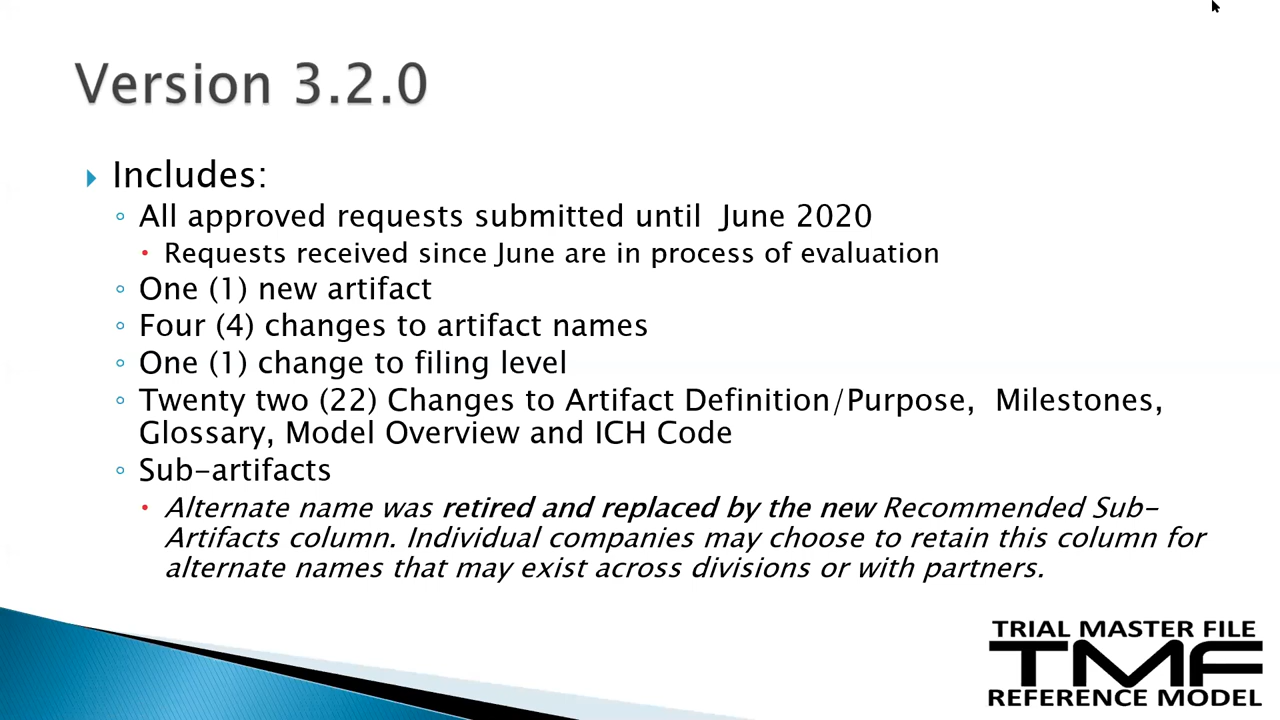 Version 3.2.0
Includes:
All approved requests submitted until June 2020
Requests received since June are in process of evaluation
One (1) new artifact
Four (4) changes to artifact names
One (1) change to filing level
Twenty two (22) Changes to Artifact Definition/Purpose, Milestones,
Glossary, Model Overview and ICH Code
Sub-artifacts
Alternate name was retired and replaced by the new Recommended Sub-
Artifacts column. Individual companies may choose to retain this column for
alternate names that may exist across divisions or with partners.
TRIAL MASTER FILE
TMF
REFERENCE MODEL